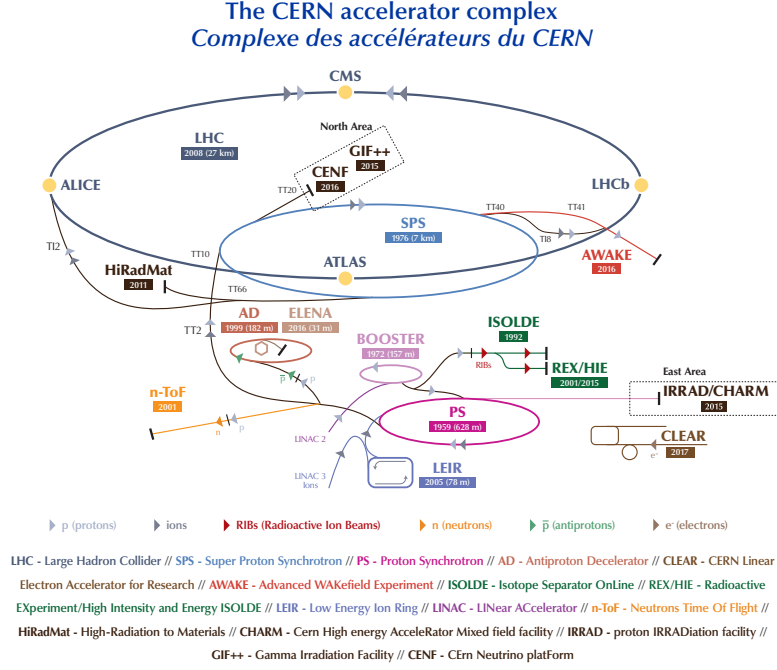 The CERN accelerator complex
Complexe des accélérateurs du CERN
CMS
North Area
LHC
2008 (27 km)
GIF++
2015
CENF
2016
TT20
ALICE
LHCb
TT40
TT41
SPS
1976 (7 km)
TI8
TI2
TT10
AWAKE
2016
ATLAS
HiRadMat
2011
TT66
AD
1999 (182 m)
ELENA
2016 (31 m)
TT2
BOOSTER
1972 (157 m)
ISOLDE
1992
RIBs
REX/HIE
2001/2015
East Area
IRRAD/CHARM
2015
p̅
p
n-ToF
2001
n
p
PS
1959 (628 m)
LINAC 2
CLEAR
2017
e-
LINAC 3
Ions
LEIR
2005 (78 m)
p (protons)
ions
RIBs (Radioactive Ion Beams)
n (neutrons)
p̅ (antiprotons)
e- (electrons)
LHC - Large Hadron Collider // SPS - Super Proton Synchrotron // PS - Proton Synchrotron // AD - Antiproton Decelerator // CLEAR - CERN Linear
Electron Accelerator for Research // AWAKE - Advanced WAKefield Experiment // ISOLDE - Isotope Separator OnLine // REX/HIE - Radioactive
EXperiment/High Intensity and Energy ISOLDE // LEIR - Low Energy Ion Ring // LINAC - LINear ACcelerator // n-ToF - Neutrons Time Of Flight //
HiRadMat - High-Radiation to Materials // CHARM - Cern High energy AcceleRator Mixed field facility // IRRAD - proton IRRADiation facility //
GIF++ - Gamma Irradiation Facility // CENF - CErn Neutrino platForm